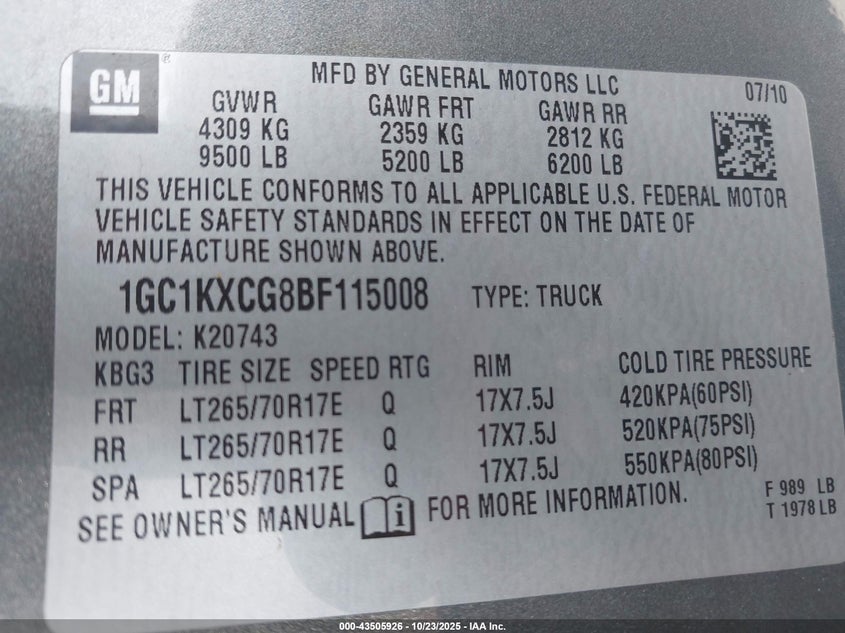 GM®
MFD BY GENERAL MOTORS LLC
07/10
GVWR GAWR FRT GAWR RR
4309 KG 2359 KG 2812 KG
9500 LB 5200 LB 6200 LB
THIS VEHICLE CONFORMS TO ALL APPLICABLE U.S. FEDERAL MOTOR
VEHICLE SAFETY STANDARDS IN EFFECT ON THE DATE OF
MANUFACTURE SHOWN ABOVE.
1GC1KXCG8BF115008 TYPE: TRUCK
MODEL: K20743
KBG3 TIRE SIZE SPEED RTG RIM COLD TIRE PRESSURE
FRT LT265/70R17E Q 17X7.5J 420KPA(60PSI)
RR LT265/70R17E Q 17X7.5J 520KPA(75PSI)
SPA LT265/70R17E Q 17X7.5J 550KPA(80PSI)
SEE OWNER'S MANUAL i FOR MORE INFORMATION.
F 989 LB
T 1978 LB
000-43505926 - 10/23/2025 - IAA Inc.